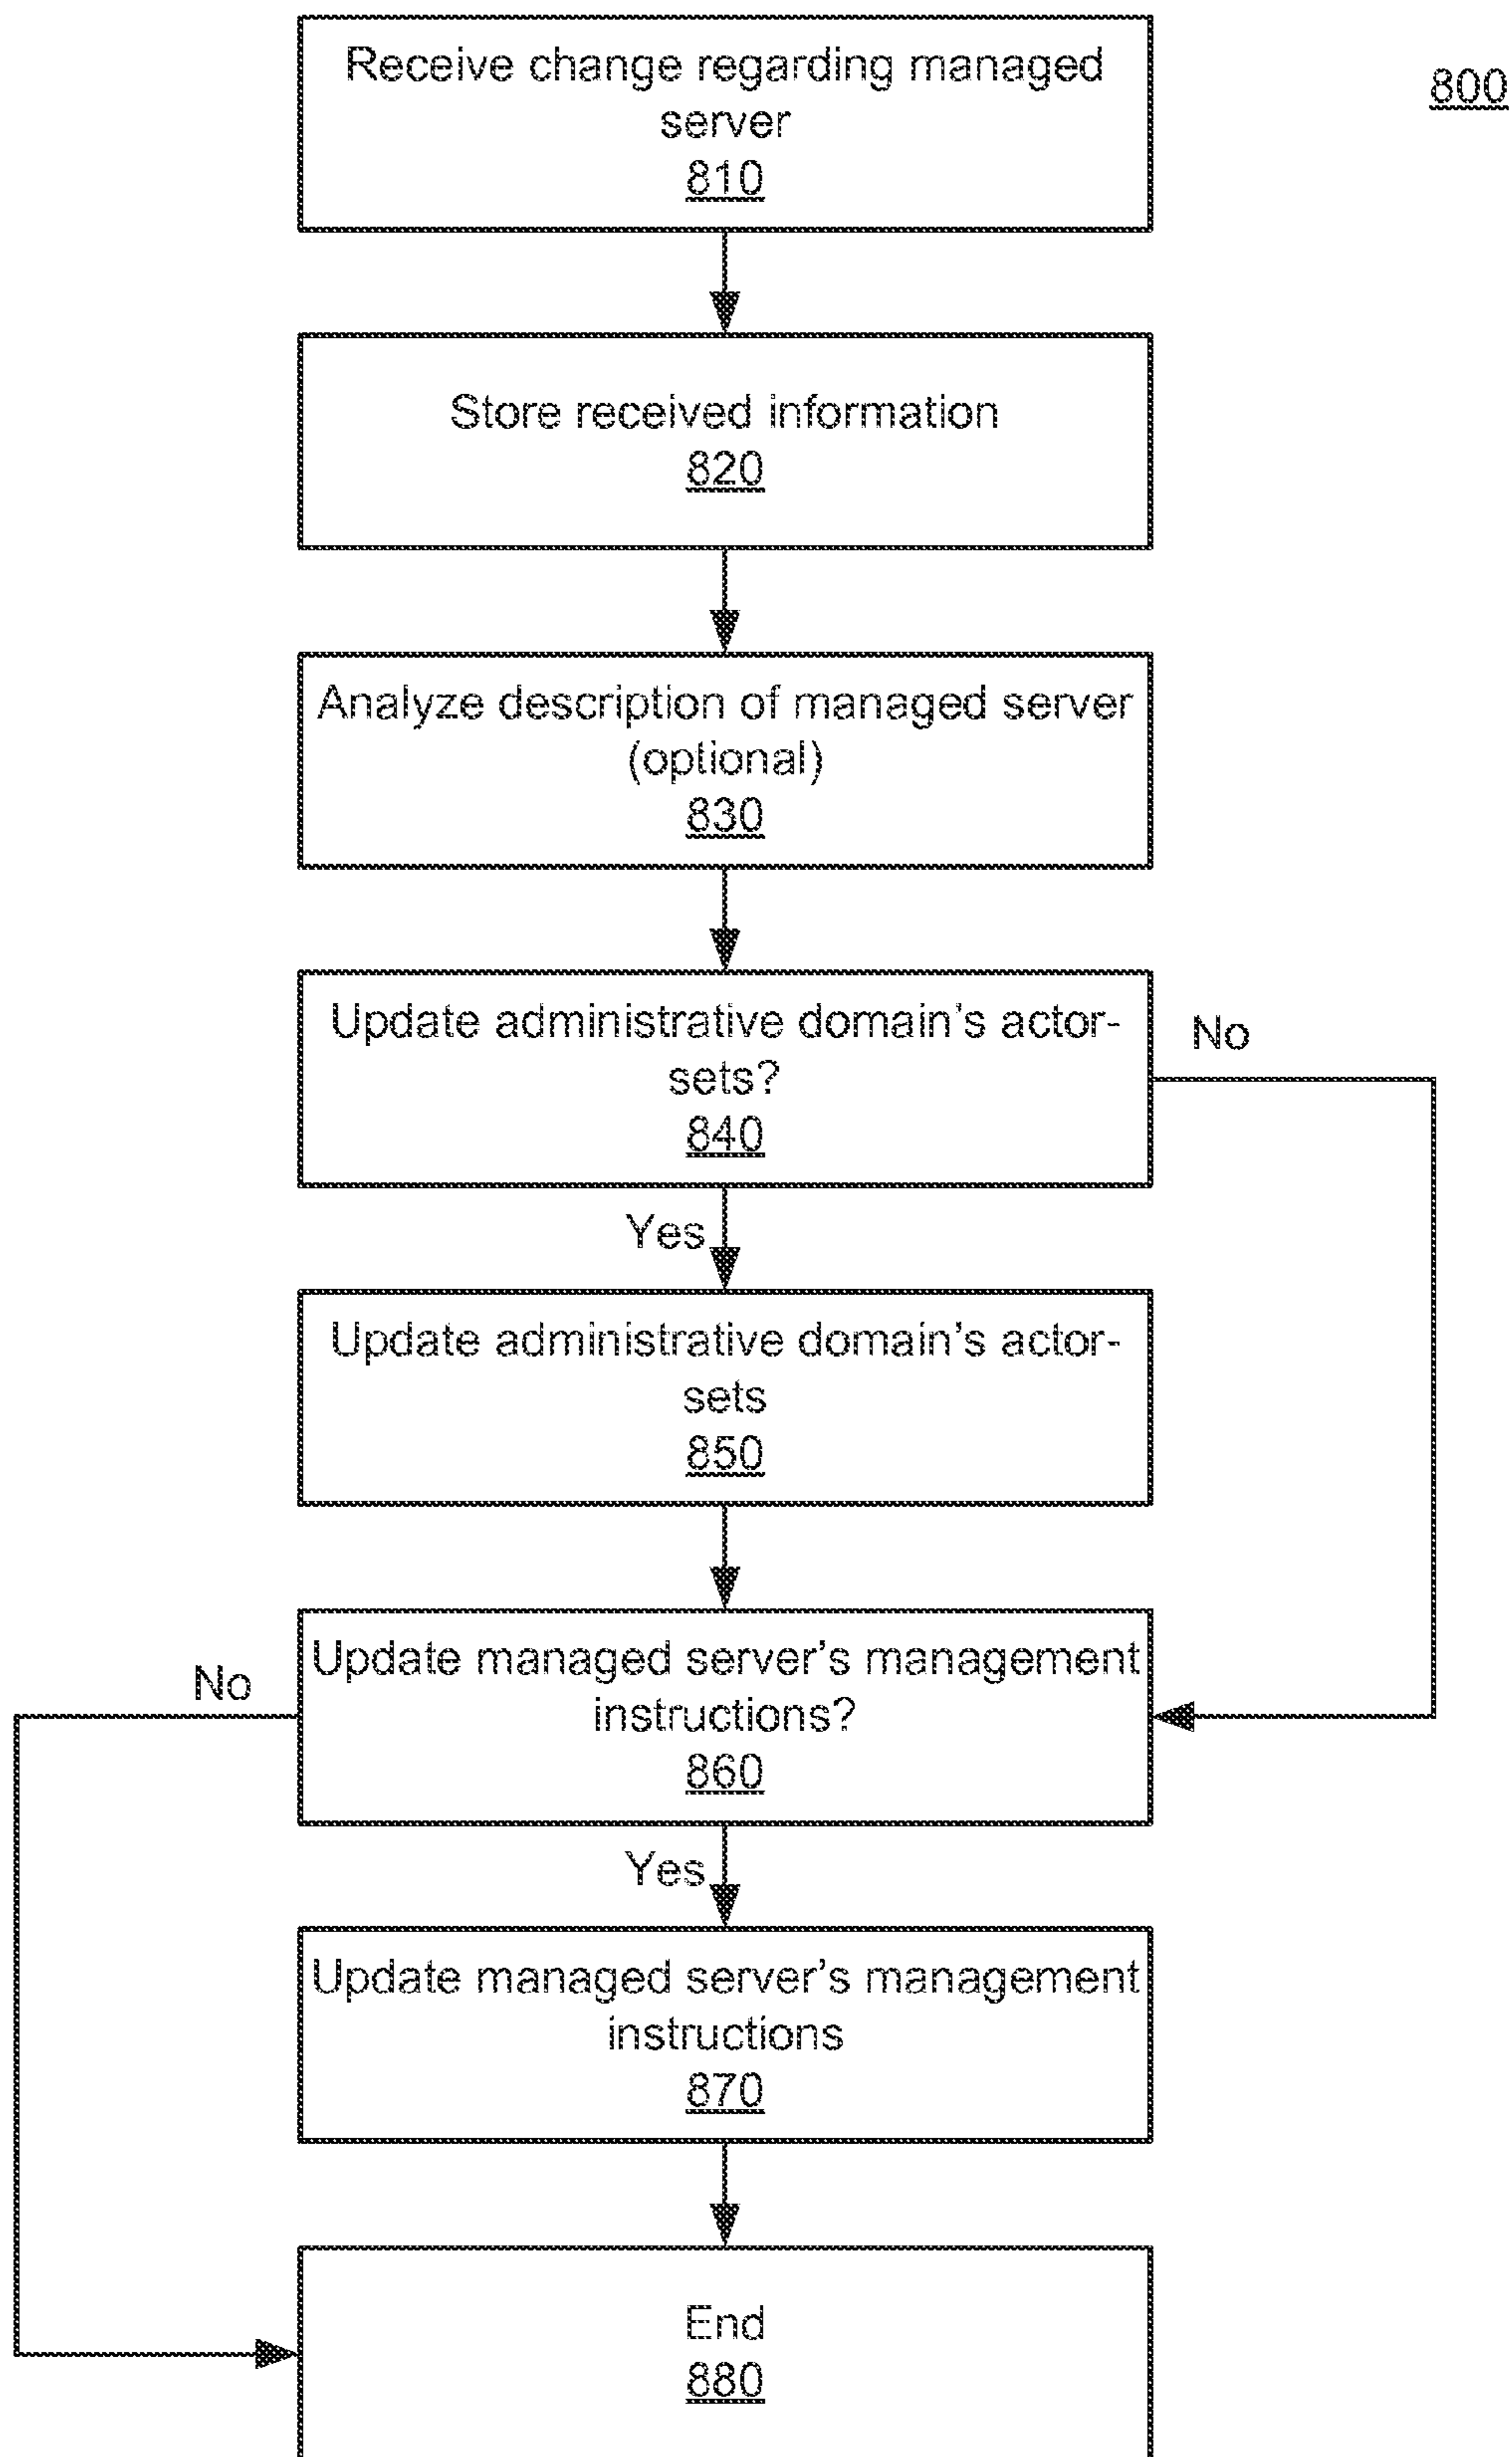 Receive change regarding managed
server
810
800
Store received information
820
Analyze description of managed server
(optional)
830
Update administrative domain's actor-
sets?
840
No
Yes
Update administrative domain's actor-
sets
850
Update managed server's management
instructions?
860
No
Yes
Update managed server's management
instructions
870
End
880